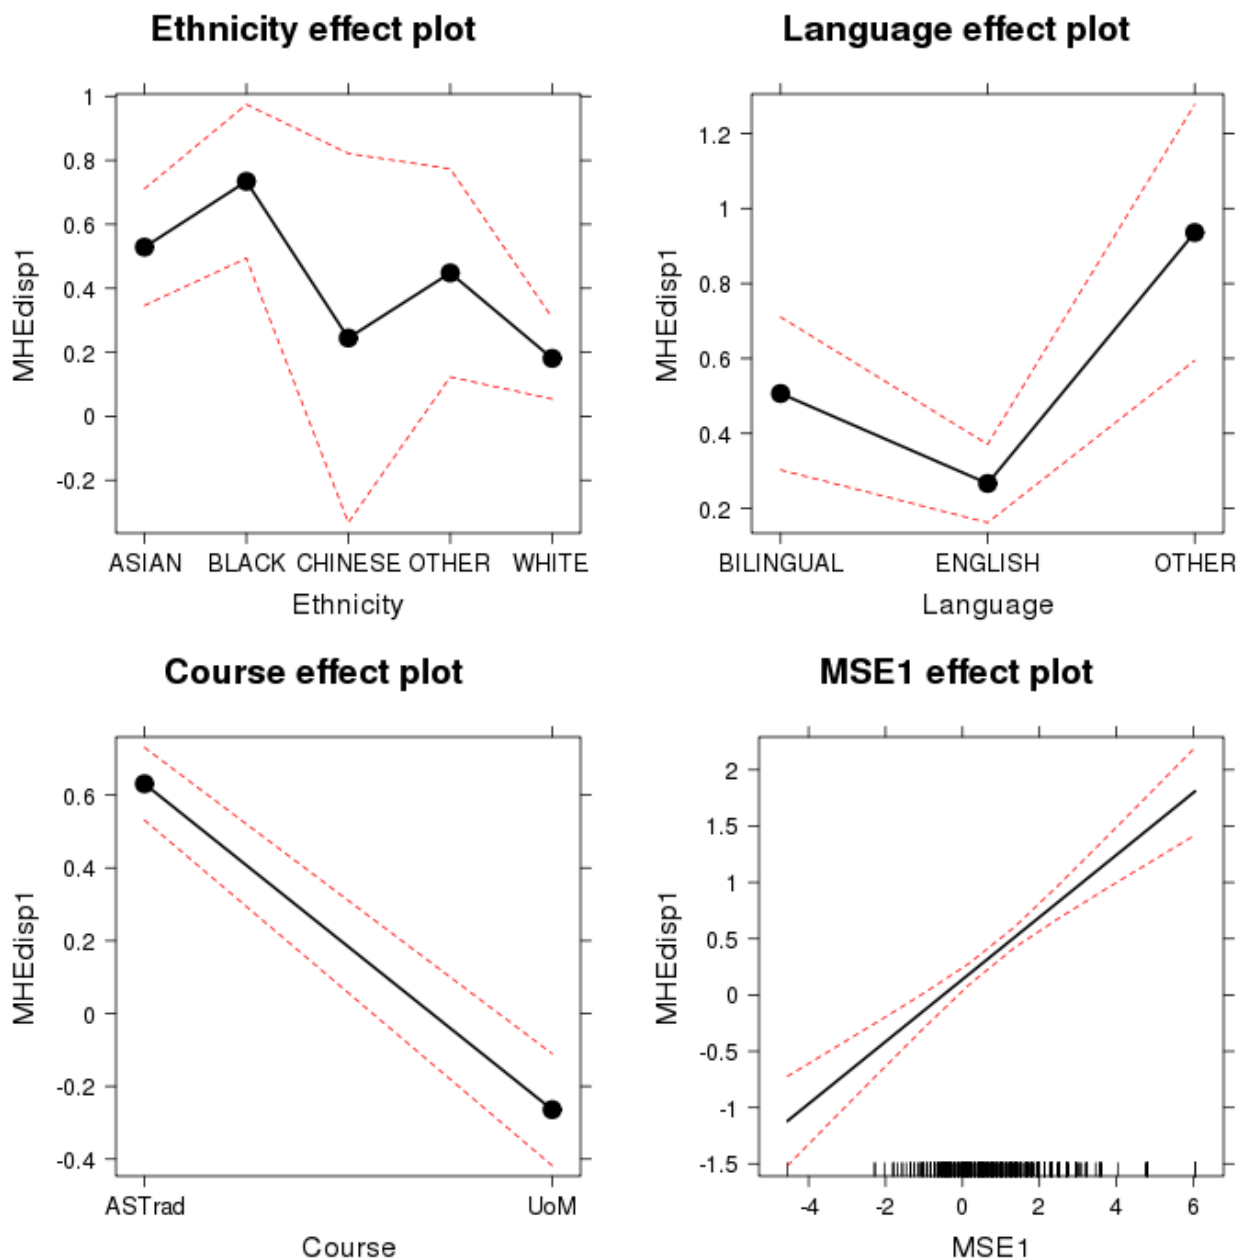 Ethnicity effect plot
MHEdisp1
1
0.8
0.6
0.4
0.2
0
-0.2
ASIAN BLACK CHINESE OTHER WHITE
Ethnicity
Language effect plot
MHEdisp1
1.2
1
0.8
0.6
0.4
0.2
BILINGUAL ENGLISH OTHER
Language
Course effect plot
MHEdisp1
0.6
0.4
0.2
0
-0.2
-0.4
ASTrad UoM
Course
MSE1 effect plot
MHEdisp1
2
1.5
1
0.5
0
-0.5
-1
-1.5
-4 -2 0 2 4 6
MSE1